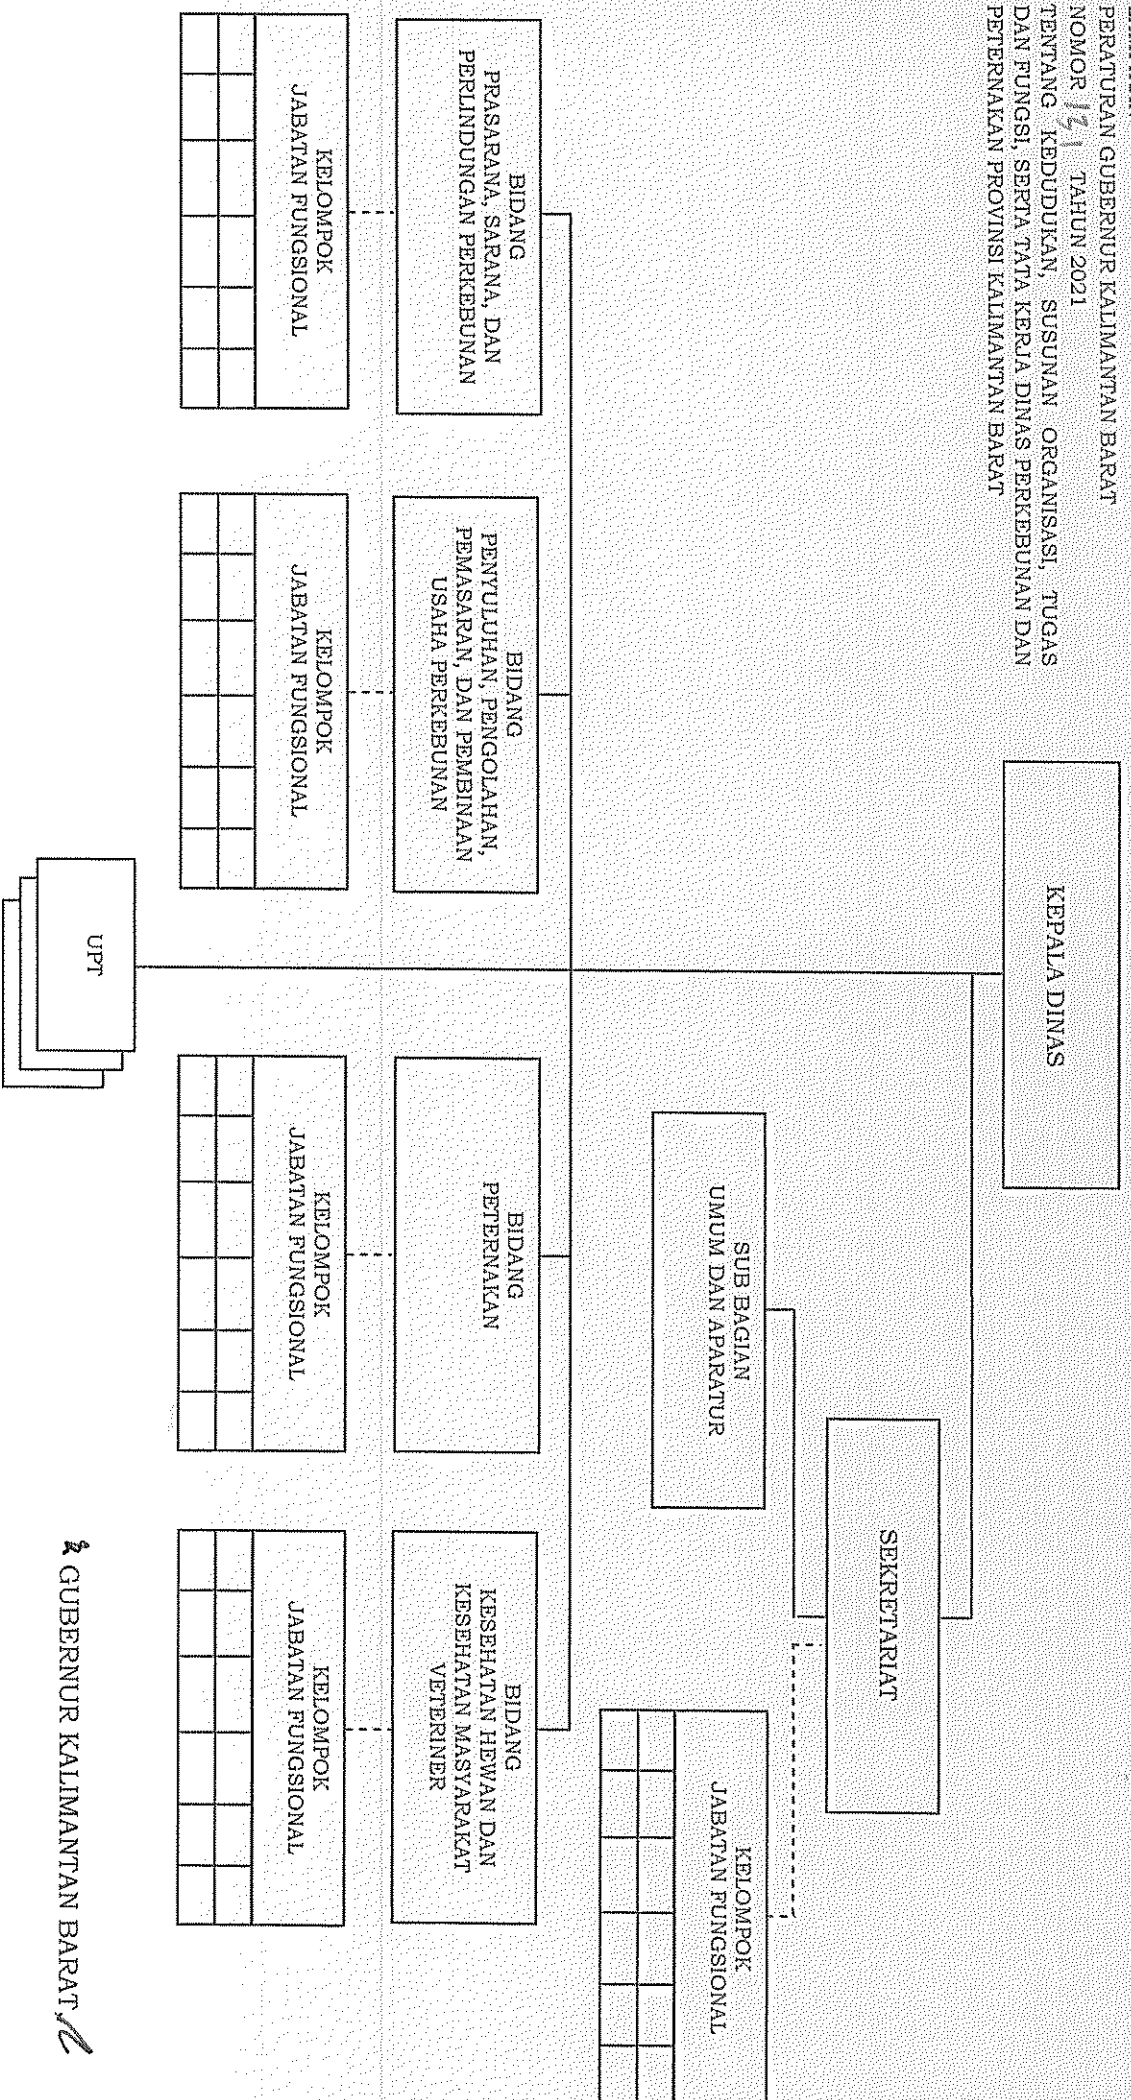 PERATURAN GUBERNUR KALIMANTAN BARAT
NOMOR 131 TAHUN 2021
TENTANG KEDUDUKAN, SUSUNAN ORGANISASI, TUGAS
DAN FUNGSI, SERTA TATA KERJA DINAS PERKEBUNAN DAN
PETERNAKAN PROVINSI KALIMANTAN BARAT
KEPALA DINAS
SEKRETARIAT
SUB BAGIAN
UMUM DAN APARATUR
KELOMPOK
JABATAN FUNGSIONAL
BIDANG
PRASARANA, SARANA, DAN
PERLINDUNGAN PERKEBUNAN
BIDANG
PENYULUHAN, PENGOLAHAN,
PEMASARAN, DAN PEMBINAAN
USAHA PERKEBUNAN
BIDANG
PETERNAKAN
BIDANG
KESEHATAN HEWAN DAN
KESEHATAN MASYARAKAT
VETERINER
KELOMPOK
JABATAN FUNGSIONAL
KELOMPOK
JABATAN FUNGSIONAL
KELOMPOK
JABATAN FUNGSIONAL
KELOMPOK
JABATAN FUNGSIONAL
UPT
GUBERNUR KALIMANTAN BARAT,